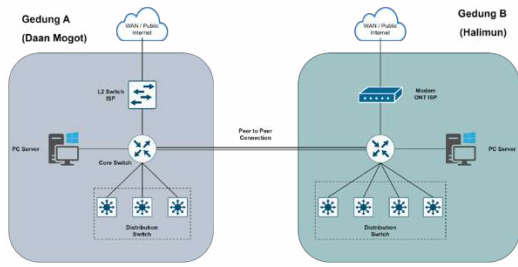 Gedung A
(Daan Mogot)
WAN / Public
Internet
L2 Switch
ISP
PC Server
Core Switch
Distribution
Switch
Peer to Peer
Connection
Gedung B
(Halimun)
WAN / Public
Internet
Modem
ONT ISP
PC Server
Distribution
Switch